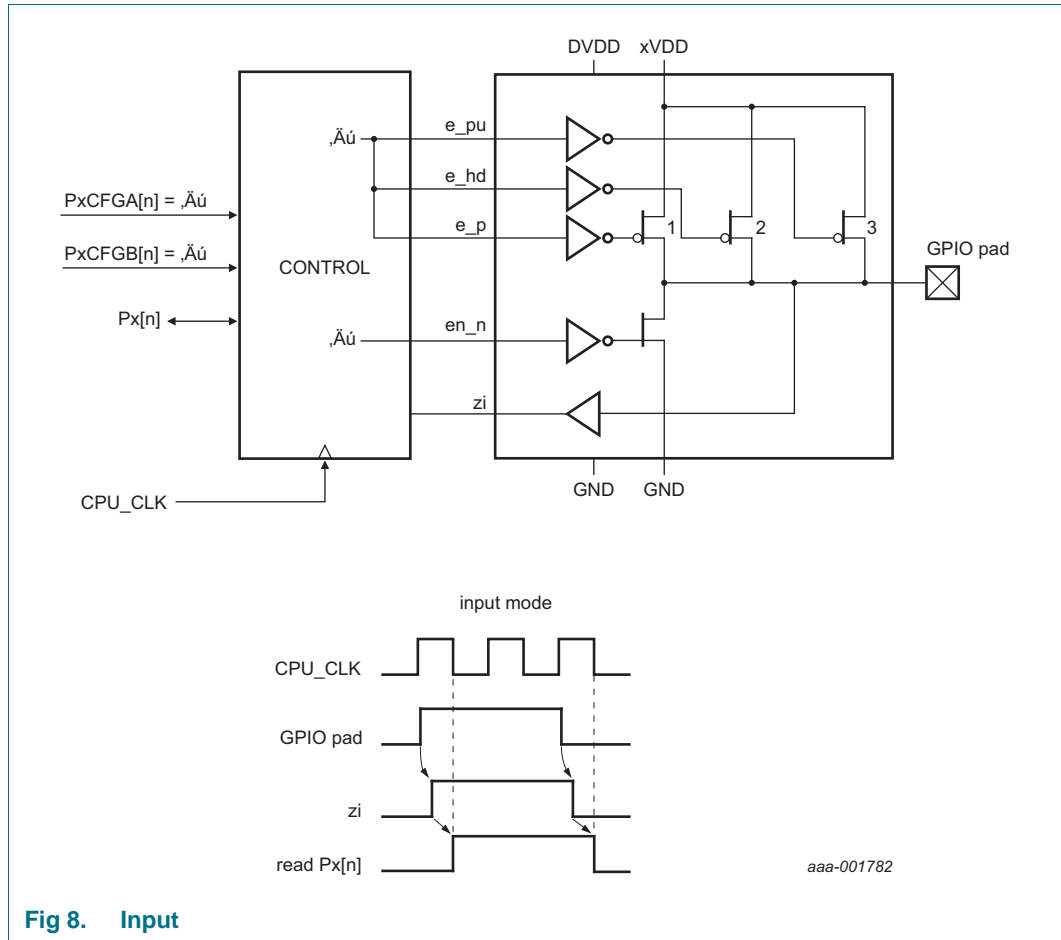 DVDD xVDD
‚Äú
e_pu
e_hd
e_p
PxCFGA[n] = ‚Äú
PxCFGB[n] = ‚Äú
CONTROL
Px[n]
‚Äú
en_n
zi
1
2
3
GPIO pad
CPU_CLK
GND GND
input mode
CPU_CLK
GPIO pad
zi
read Px[n]
aaa-001782
Fig 8. Input